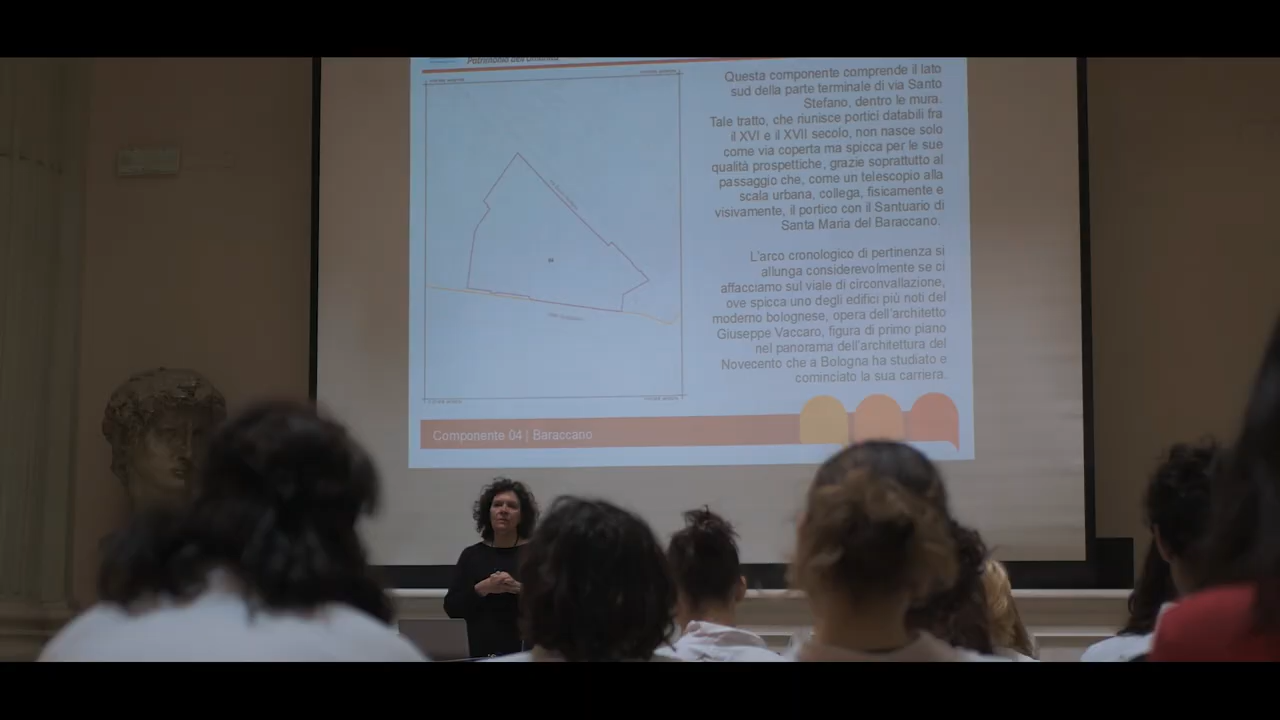 Patrimonio dell'Umanità
Questa componente comprende il lato
sud della parte terminale di via Santo
Stefano, dentro le mura.
Tale tratto, che riunisce portici databili fra
il XVI e il XVII secolo, non nasce solo
come via coperta ma spicca per le sue
qualità prospettiche, grazie soprattutto al
passaggio che, come un telescopio alla
scala urbana, collega, fisicamente e
visivamente, il portico con il Santuario di
Santa Maria del Baraccano.
L'arco cronologico di pertinenza si
allunga considerevolmente se ci
affacciamo sul viale di circonvallazione,
ove spicca uno degli edifici più noti del
moderno bolognese, opera dell'architetto
Giuseppe Vaccaro, figura di primo piano
nel panorama dell'architettura del
Novecento che a Bologna ha studiato e
cominciato la sua carriera.
Componente 04 | Baraccano